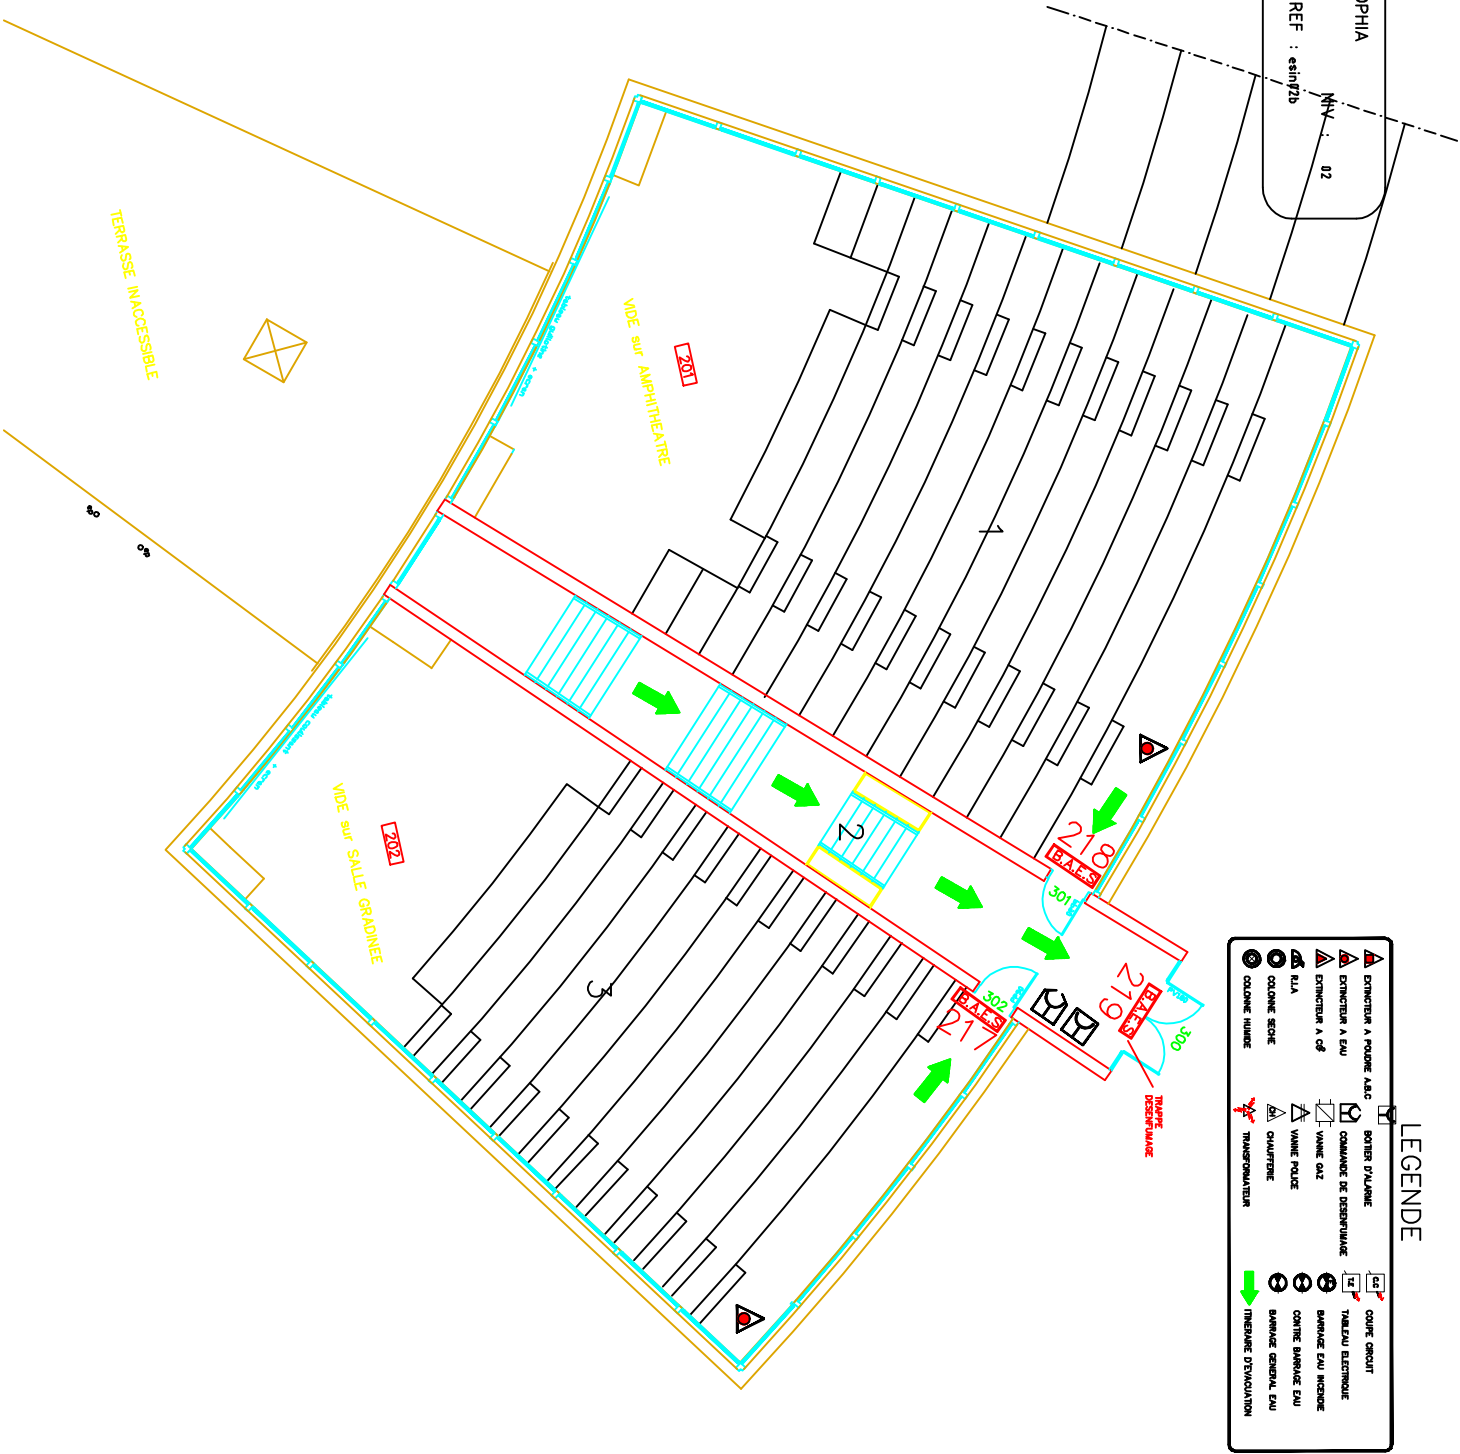 OPHIA
REF : esin02b
NIV : 02
TERRASSE INACCESSIBLE
VIDE sur AMPHITHEATRE
201
1
2
3
VIDE sur SALLE GRADINEE
202
218
B.A.E.S
301
219
B.A.E.S
300
302
B.A.E.S
217
TRAPPE
DESENFUMAGE
LEGENDE
EXTINCTEUR A POUDRE A.B.C
EXTINCTEUR A EAU
EXTINCTEUR A CO²
R.I.A
COLONNE SECHE
COLONNE HUMIDE
BOITIER D'ALARME
COMMANDE DE DESENFUMAGE
VANNE GAZ
VANNE POLICE
CH
CHAUFFERIE
TRANSFORMATEUR
C.C
COUPE CIRCUIT
T.E
TABLEAU ELECTRIQUE
BARRAGE EAU INCENDIE
CONTRE BARRAGE EAU
BARRAGE GENERAL EAU
ITINERAIRE D'EVACUATION